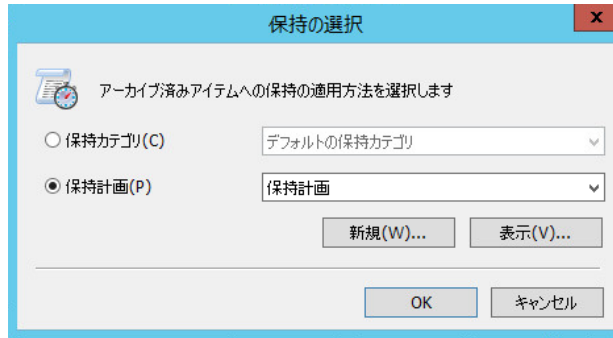 保持の選択
x
アーカイブ済みアイテムへの保持の適用方法を選択します
保持カテゴリ(C) デフォルトの保持カテゴリ
保持計画(P) 保持計画
新規(W)... 表示(V)...
OK キャンセル